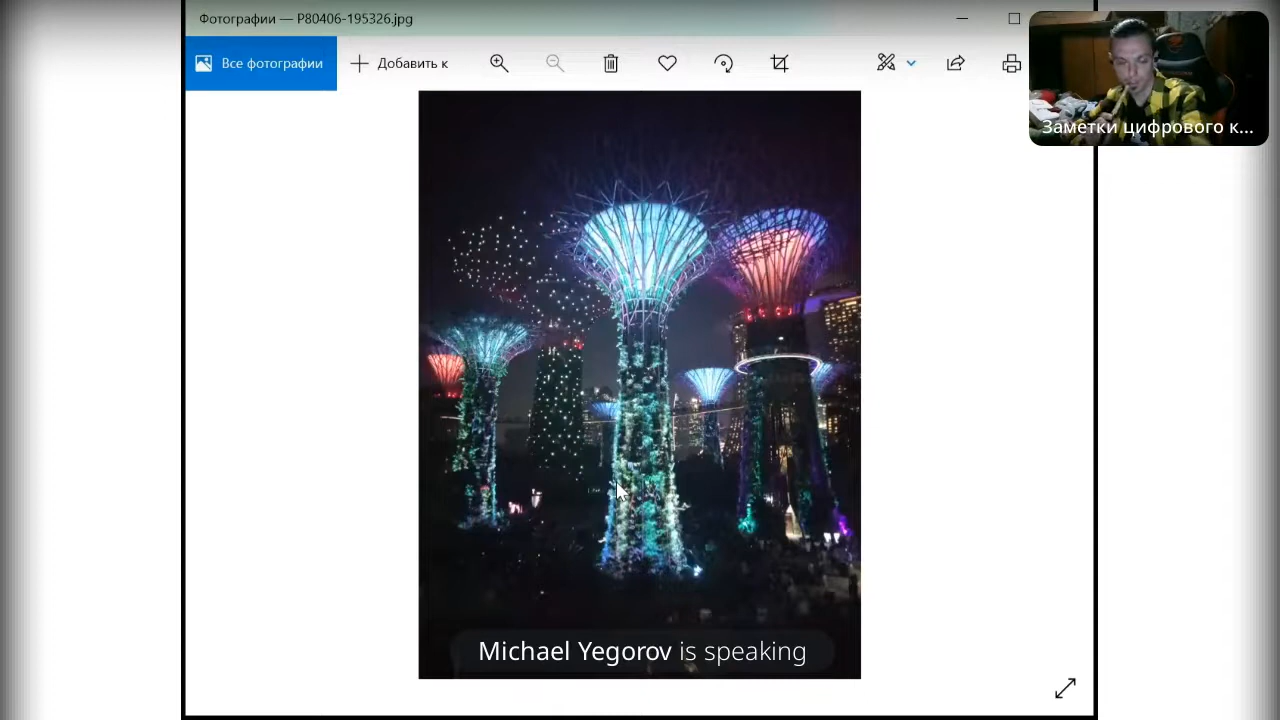 Фотографии — P80406-195326.jpg
Все фотографии
Добавить к
Заметки цифрового к...
Michael Yegorov is speaking